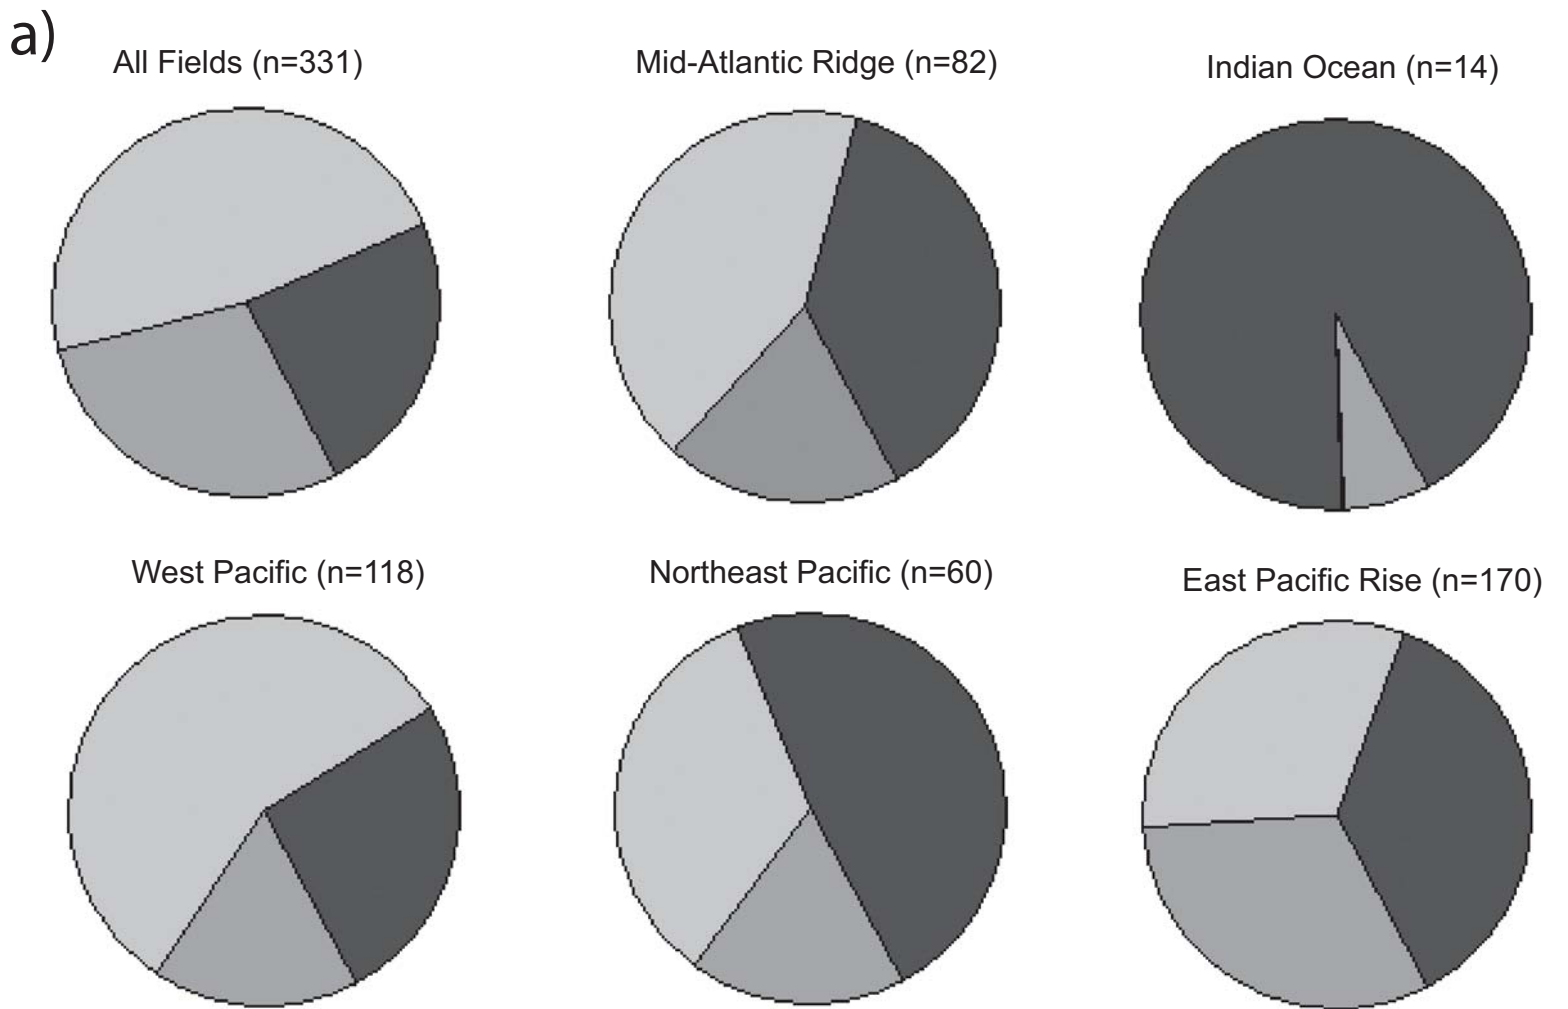 a)
All Fields (n=331)
Mid-Atlantic Ridge (n=82)
Indian Ocean (n=14)
West Pacific (n=118)
Northeast Pacific (n=60)
East Pacific Rise (n=170)